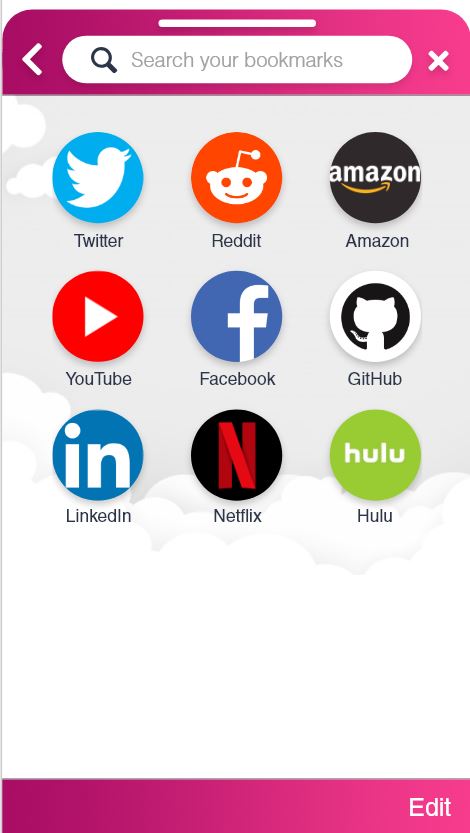 Search your bookmarks
amazon
Twitter Reddit Amazon
YouTube Facebook GitHub
in hulu
LinkedIn Netflix Hulu
Edit